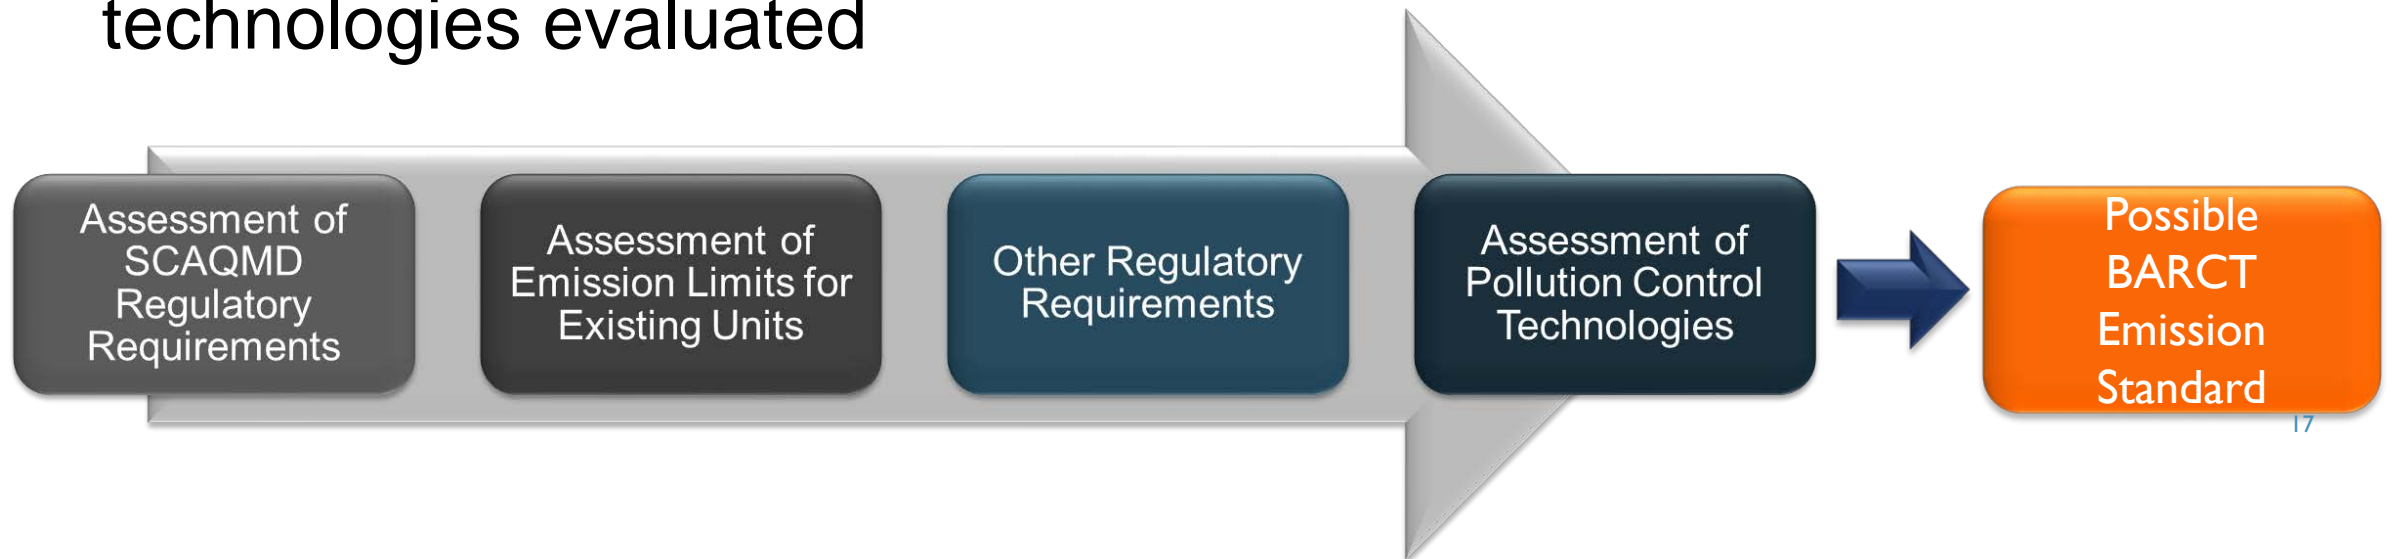 technologies evaluated
Assessment of
SCAQMD
Regulatory
Requirements
Assessment of
Emission Limits for
Existing Units
Other Regulatory
Requirements
Assessment of
Pollution Control
Technologies
Possible
BARCT
Emission
Standard
17